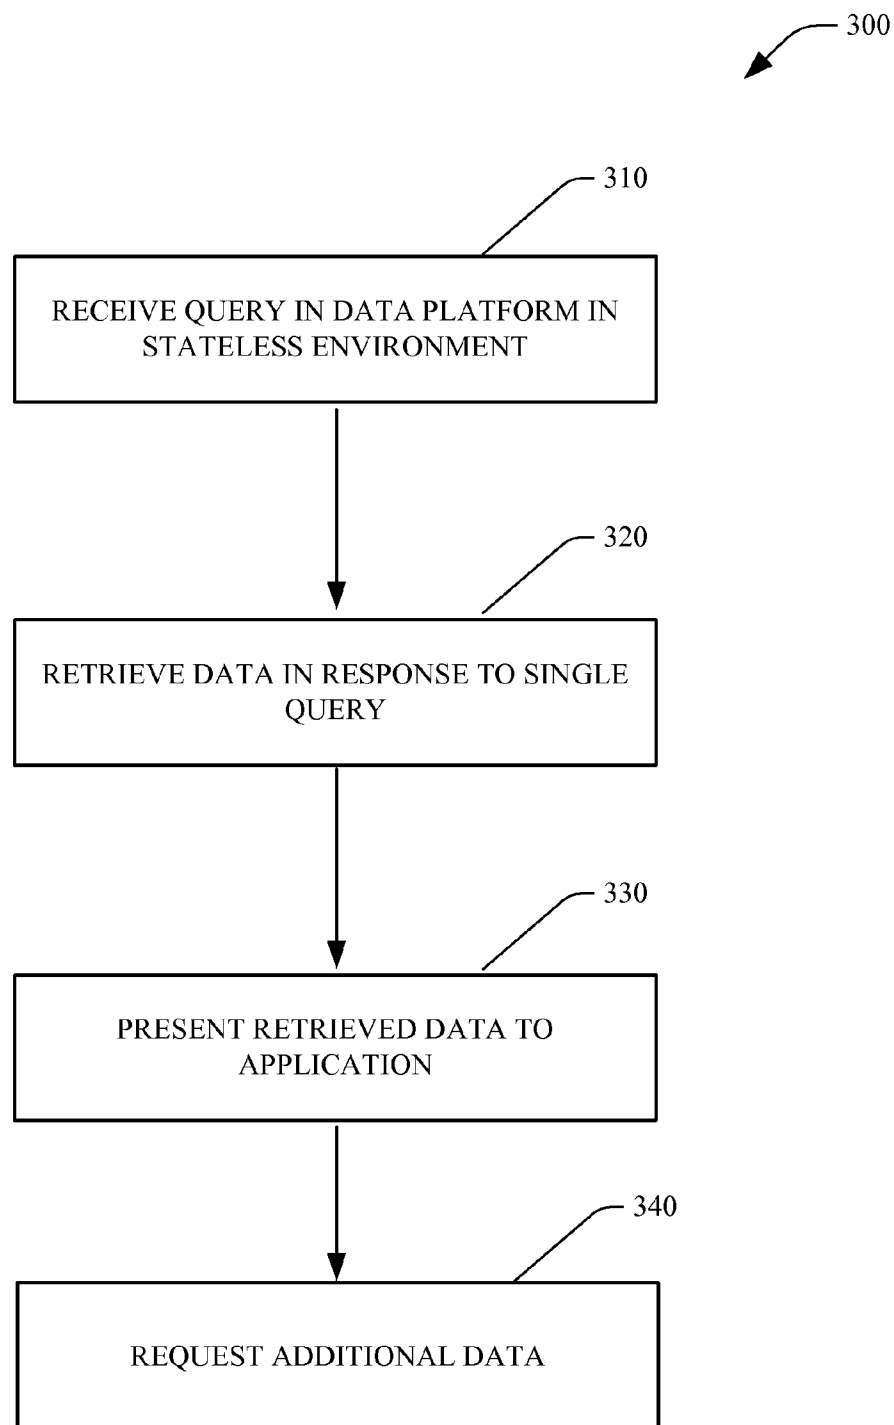 300
310
RECEIVE QUERY IN DATA PLATFORM IN
STATELESS ENVIRONMENT
320
RETRIEVE DATA IN RESPONSE TO SINGLE
QUERY
330
PRESENT RETRIEVED DATA TO
APPLICATION
340
REQUEST ADDITIONAL DATA